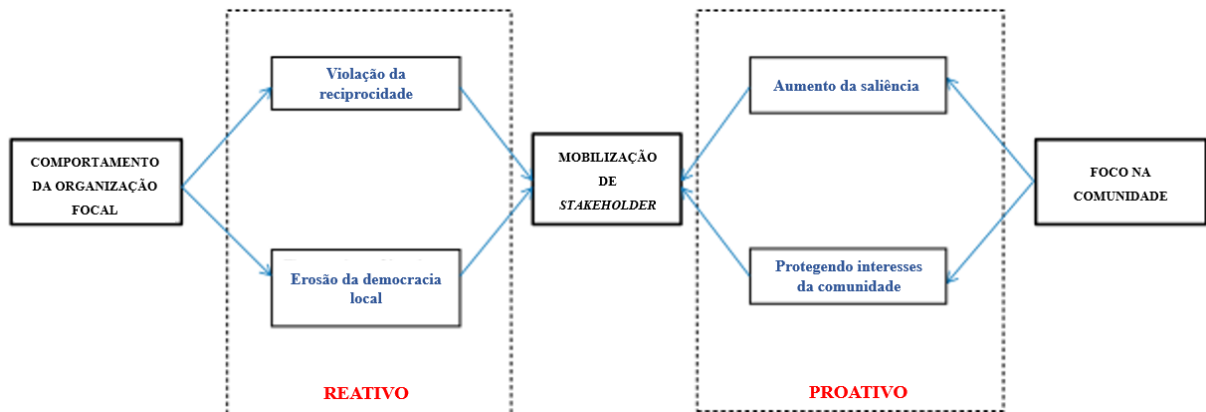 Violação da
reciprocidade
Aumento da saliência
COMPORTAMENTO
DA ORGANIZAÇÃO
FOCAL
MOBILIZAÇÃO
DE
STAKEHOLDER
FOCO NA
COMUNIDADE
Erosão da democracia
local
Protegendo interesses
da comunidade
REATIVO
PROATIVO